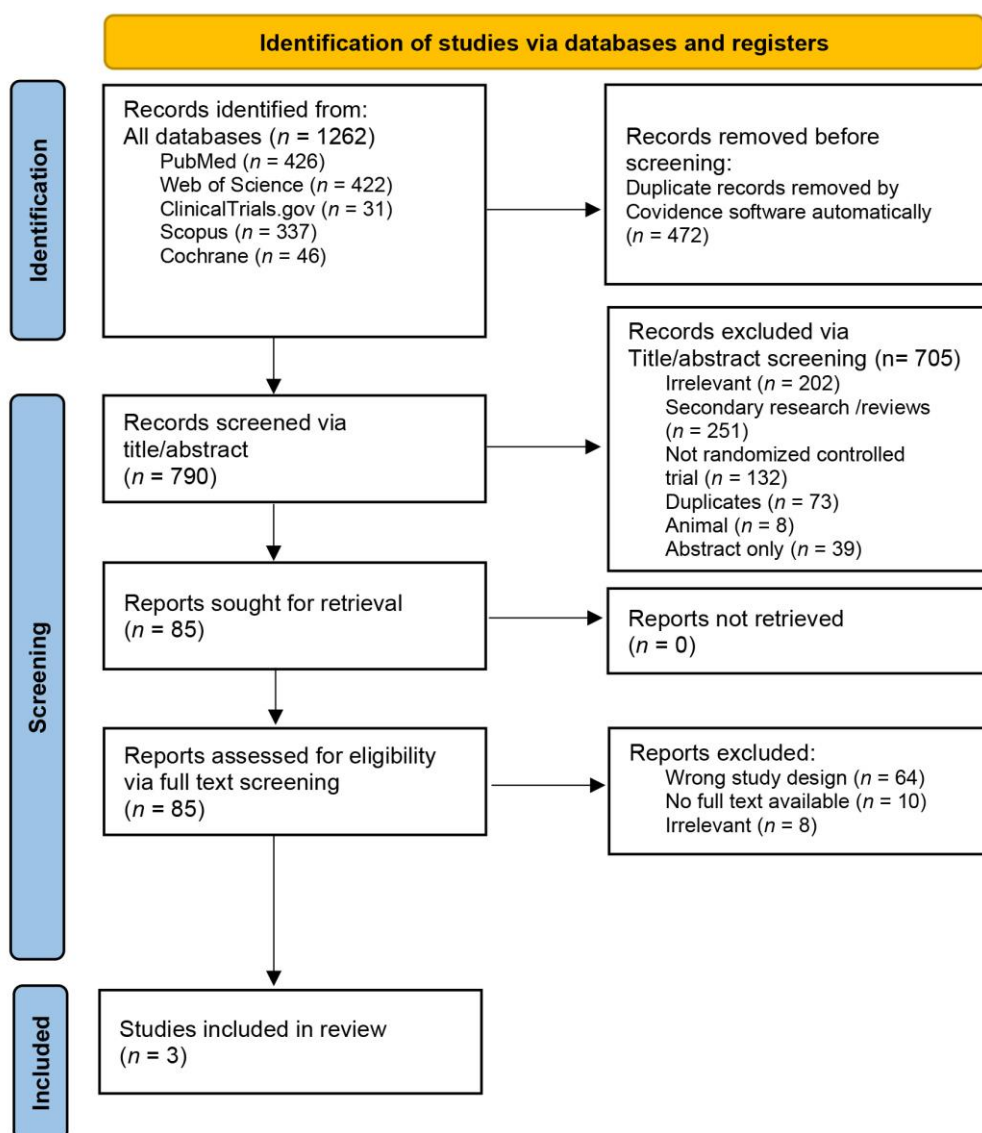 Identification of studies via databases and registers
Identification
Records identified from:
All databases (n = 1262)
PubMed (n = 426)
Web of Science (n = 422)
ClinicalTrials.gov (n = 31)
Scopus (n = 337)
Cochrane (n = 46)
Records removed before
screening:
Duplicate records removed by
Covidence software automatically
(n = 472)
Screening
Records screened via
title/abstract
(n = 790)
Records excluded via
Title/abstract screening (n= 705)
Irrelevant (n = 202)
Secondary research /reviews
(n = 251)
Not randomized controlled
trial (n = 132)
Duplicates (n = 73)
Animal (n = 8)
Abstract only (n = 39)
Reports sought for retrieval
(n = 85)
Reports not retrieved
(n = 0)
Reports assessed for eligibility
via full text screening
(n = 85)
Reports excluded:
Wrong study design (n = 64)
No full text available (n = 10)
Irrelevant (n = 8)
Included
Studies included in review
(n = 3)